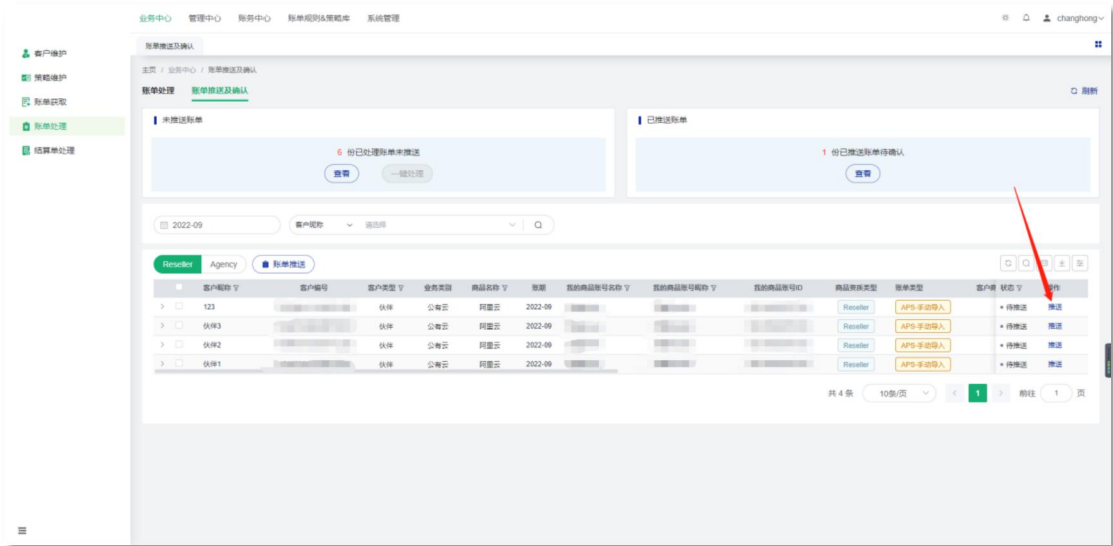 业务中心 管理中心 账务中心 账单规则&策略库 系统管理 changhong
账单推送及确认
客户维护
策略维护
账单获取
账单处理
结算单处理
主页 / 业务中心 / 账单推送及确认
账单处理 账单推送及确认 刷新
未推送账单 已推送账单
6 份已处理账单未推送 1 份已推送账单待确认
查看 一键处理 查看
2022-09 客户昵称 请选择
Reseller Agency 账单推送
客户昵称 客户编号 客户类型 业务类别 商品名称 账期 我的商品账号名称 我的商品账号昵称 我的商品账号ID 商品资质类型 账单类型 客户 状态 操作
123 伙伴 公有云 阿里云 2022-09 Reseller APS-手动导入 待推送 推送
伙伴3 伙伴 公有云 阿里云 2022-09 Reseller APS-手动导入 待推送 推送
伙伴2 伙伴 公有云 阿里云 2022-09 Reseller APS-手动导入 待推送 推送
伙伴1 伙伴 公有云 阿里云 2022-09 Reseller APS-手动导入 待推送 推送
共 4 条 10条/页 1 前往 1 页